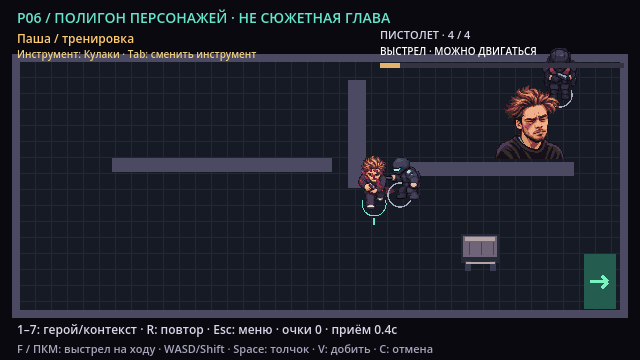 P06 / ПОЛИГОН ПЕРСОНАЖЕЙ · НЕ СЮЖЕТНАЯ ГЛАВА
Паша / тренировка
ПИСТОЛЕТ · 4 / 4
Инструмент: Кулаки · Tab: сменить инструмент
ВЫСТРЕЛ · МОЖНО ДВИГАТЬСЯ
1–7: герой/контекст · R: повтор · Esc: меню · очки 0 · приём 0.4с
F / ПКМ: выстрел на ходу · WASD/Shift · Space: толчок · V: добить · C: отмена